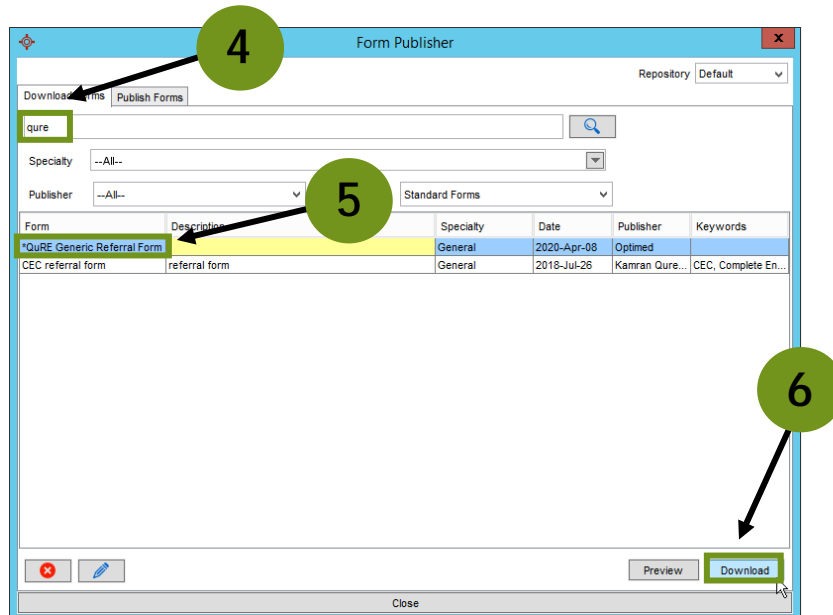 4
Form Publisher
x
Repository Default
Download Forms Publish Forms
qure
Specialty --All--
Publisher --All-- Standard Forms
5
Form Description Specialty Date Publisher Keywords
*QuRE Generic Referral Form General 2020-Apr-08 Optimed
CEC referral form referral form General 2018-Jul-26 Kamran Qure... CEC, Complete En...
6
Preview Download
Close